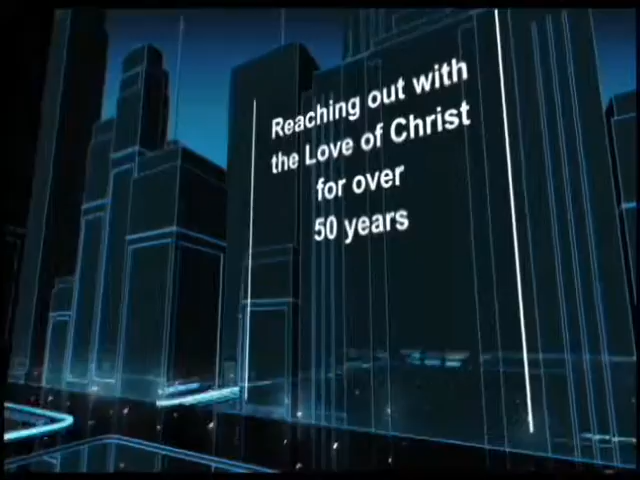 Reaching out with
the Love of Christ
for over
50 years